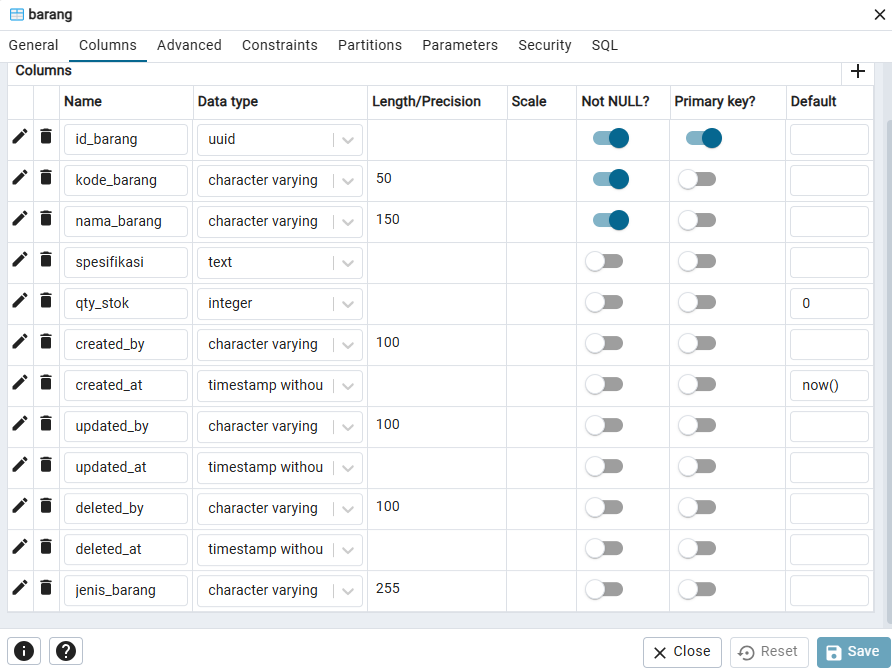 barang
General Columns Advanced Constraints Partitions Parameters Security SQL
Columns
Name Data type Length/Precision Scale Not NULL? Primary key? Default
id_barang uuid
kode_barang character varying 50
nama_barang character varying 150
spesifikasi text
qty_stok integer 0
created_by character varying 100
created_at timestamp withou now()
updated_by character varying 100
updated_at timestamp withou
deleted_by character varying 100
deleted_at timestamp withou
jenis_barang character varying 255
Close Reset Save